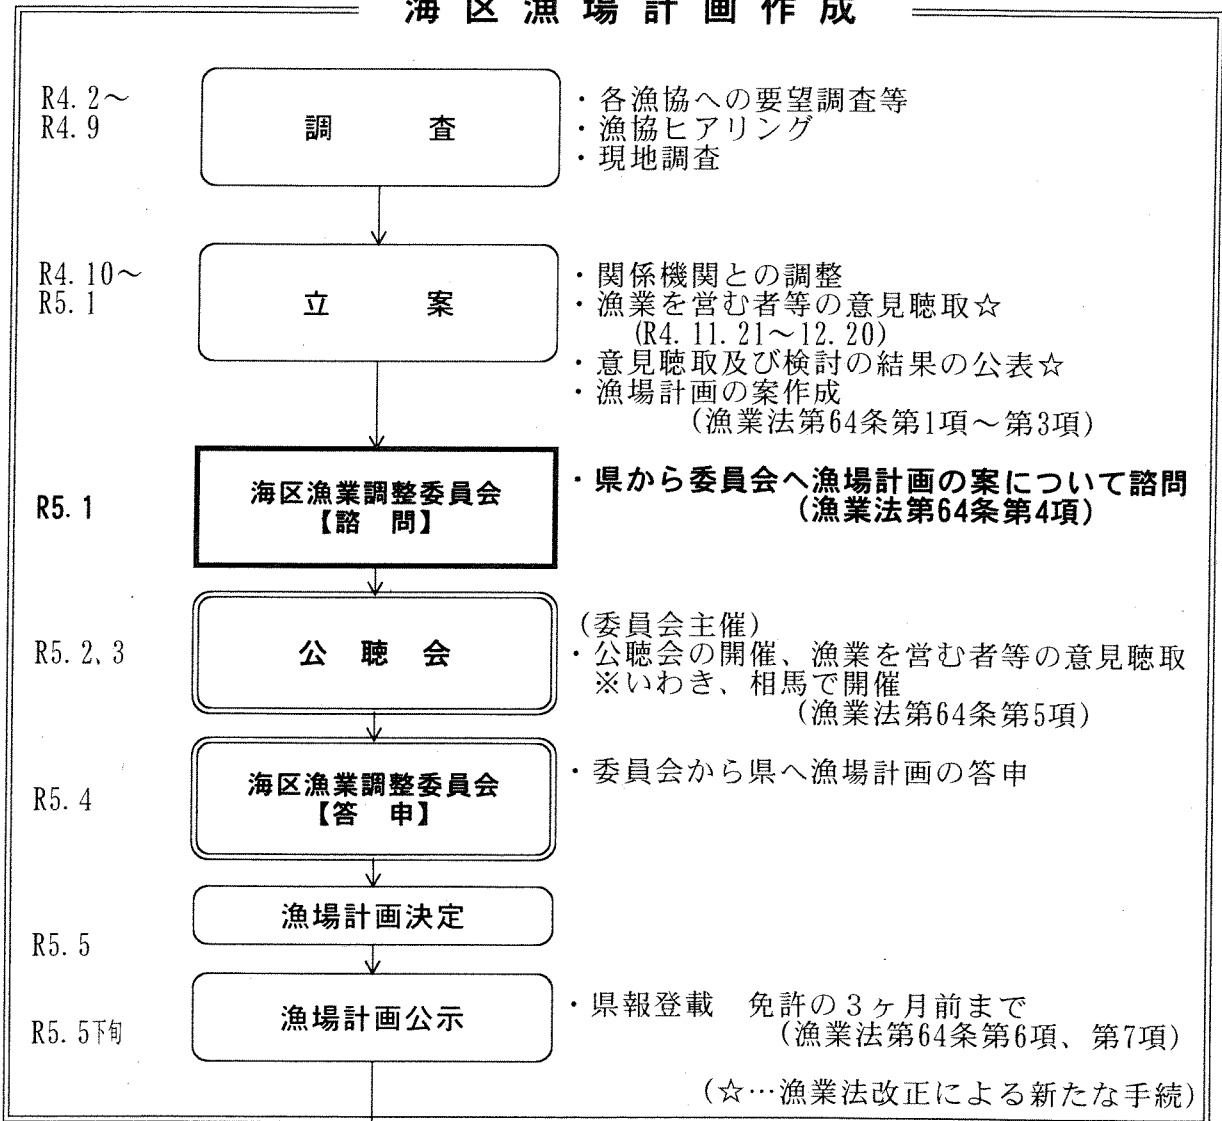 海区漁場計画作成
R4.2～
R4.9
調　査
・各漁協への要望調査等
・漁協ヒアリング
・現地調査
R4.10～
R5.1
立　案
・関係機関との調整
・漁業を営む者等の意見聴取☆
(R4.11.21～12.20)
・意見聴取及び検討の結果の公表☆
・漁場計画の案作成
(漁業法第64条第1項～第3項)
R5.1
海区漁業調整委員会
【諮　問】
・県から委員会へ漁場計画の案について諮問
(漁業法第64条第4項)
R5.2、3
公　聴　会
(委員会主催)
・公聴会の開催、漁業を営む者等の意見聴取
※いわき、相馬で開催
(漁業法第64条第5項)
R5.4
海区漁業調整委員会
【答　申】
・委員会から県へ漁場計画の答申
漁場計画決定
R5.5
漁場計画公示
R5.5下旬
・県報登載　免許の３ヶ月前まで
(漁業法第64条第6項、第7項)
(☆…漁業法改正による新たな手続)